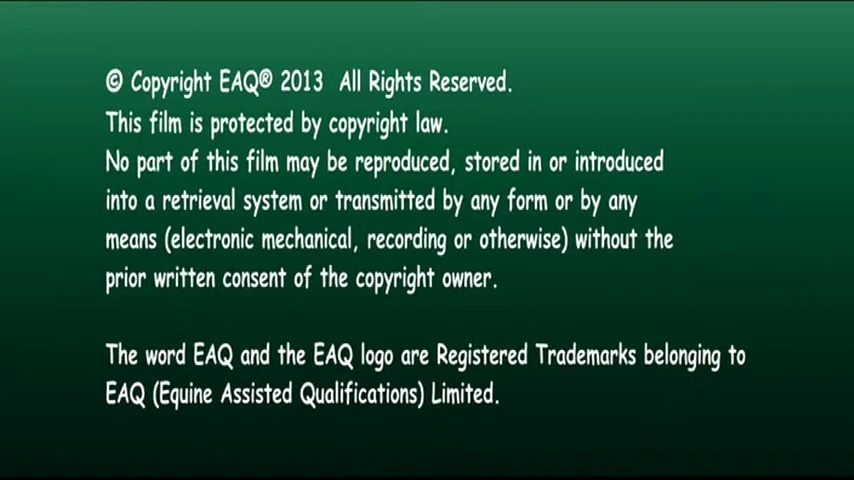 © Copyright EAQ® 2013 All Rights Reserved.
This film is protected by copyright law.
No part of this film may be reproduced, stored in or introduced
into a retrieval system or transmitted by any form or by any
means (electronic mechanical, recording or otherwise) without the
prior written consent of the copyright owner.
The word EAQ and the EAQ logo are Registered Trademarks belonging to
EAQ (Equine Assisted Qualifications) Limited.